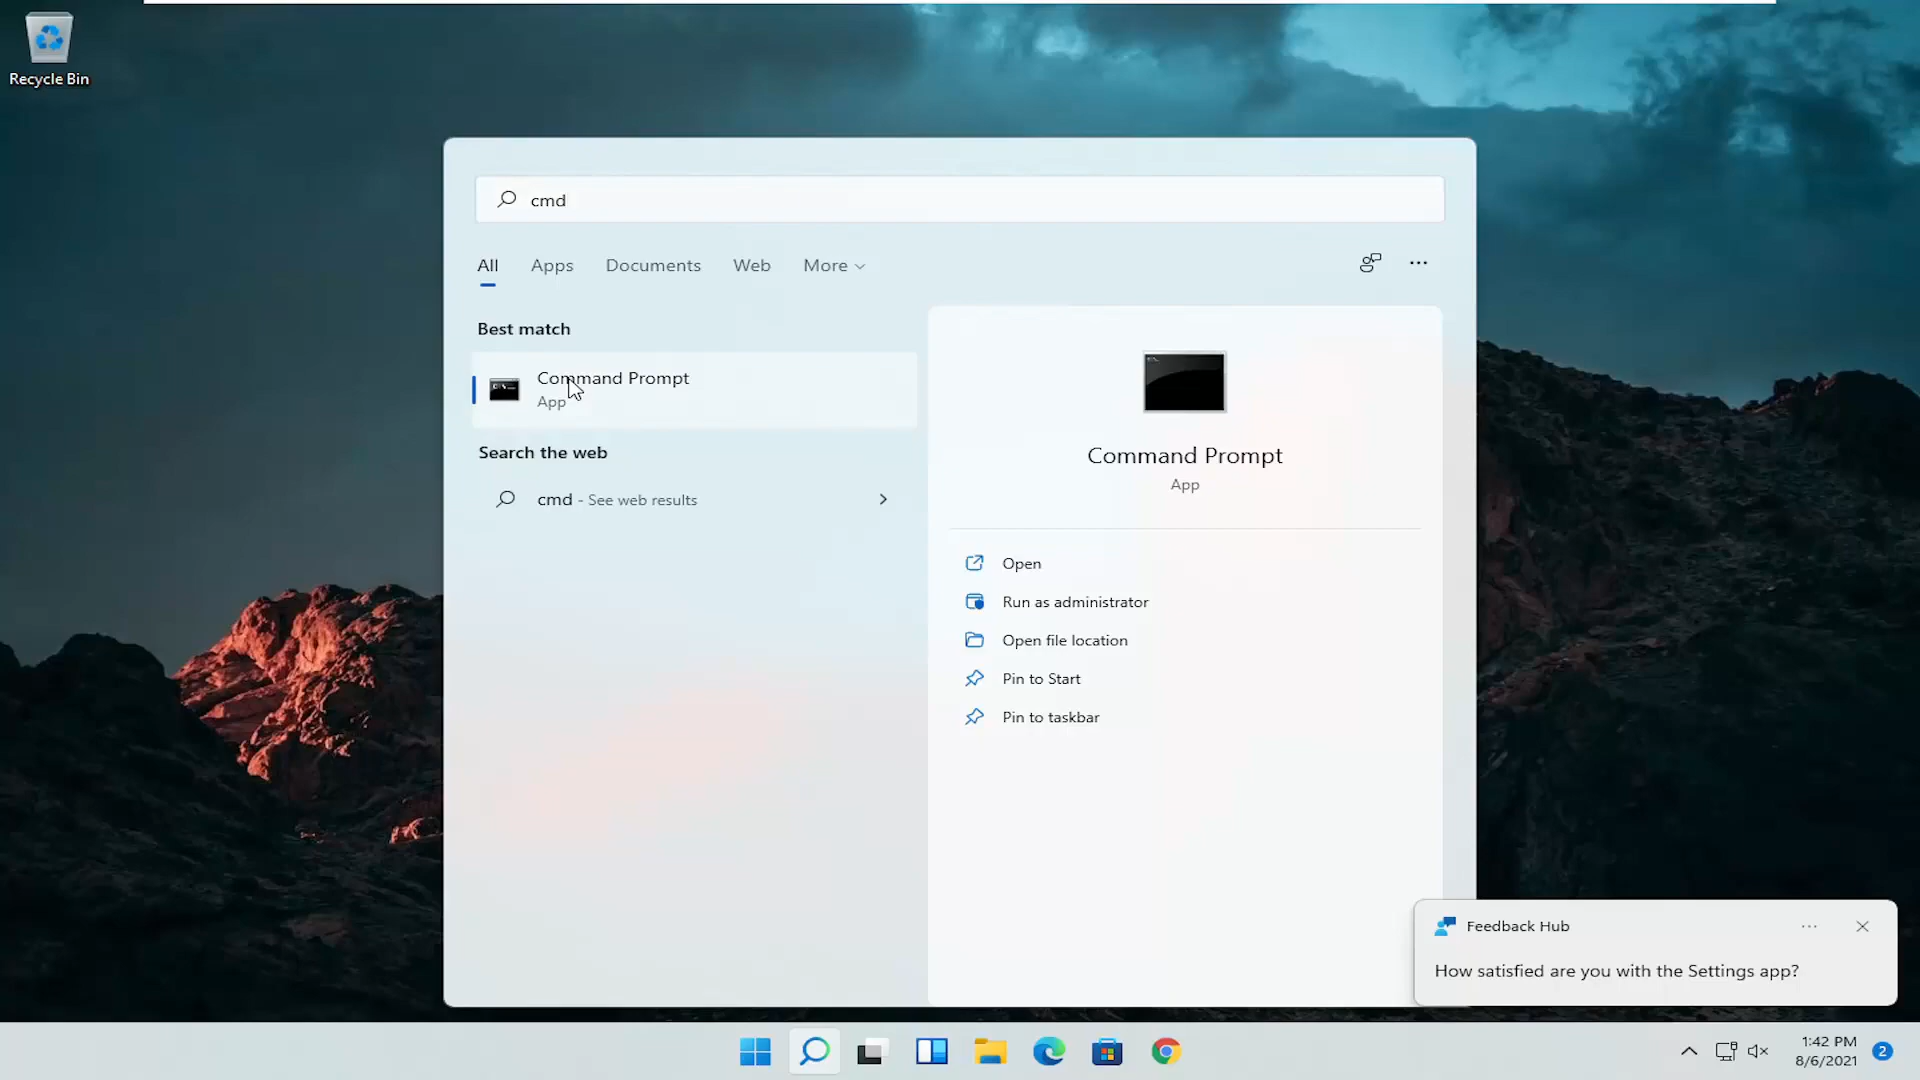 Recycle Bin
cmd
All Apps Documents Web More
Best match
Command Prompt
App
Search the web
cmd - See web results
Command Prompt
App
Open
Run as administrator
Open file location
Pin to Start
Pin to taskbar
Feedback Hub
How satisfied are you with the Settings app?
1:42 PM
8/6/2021
2